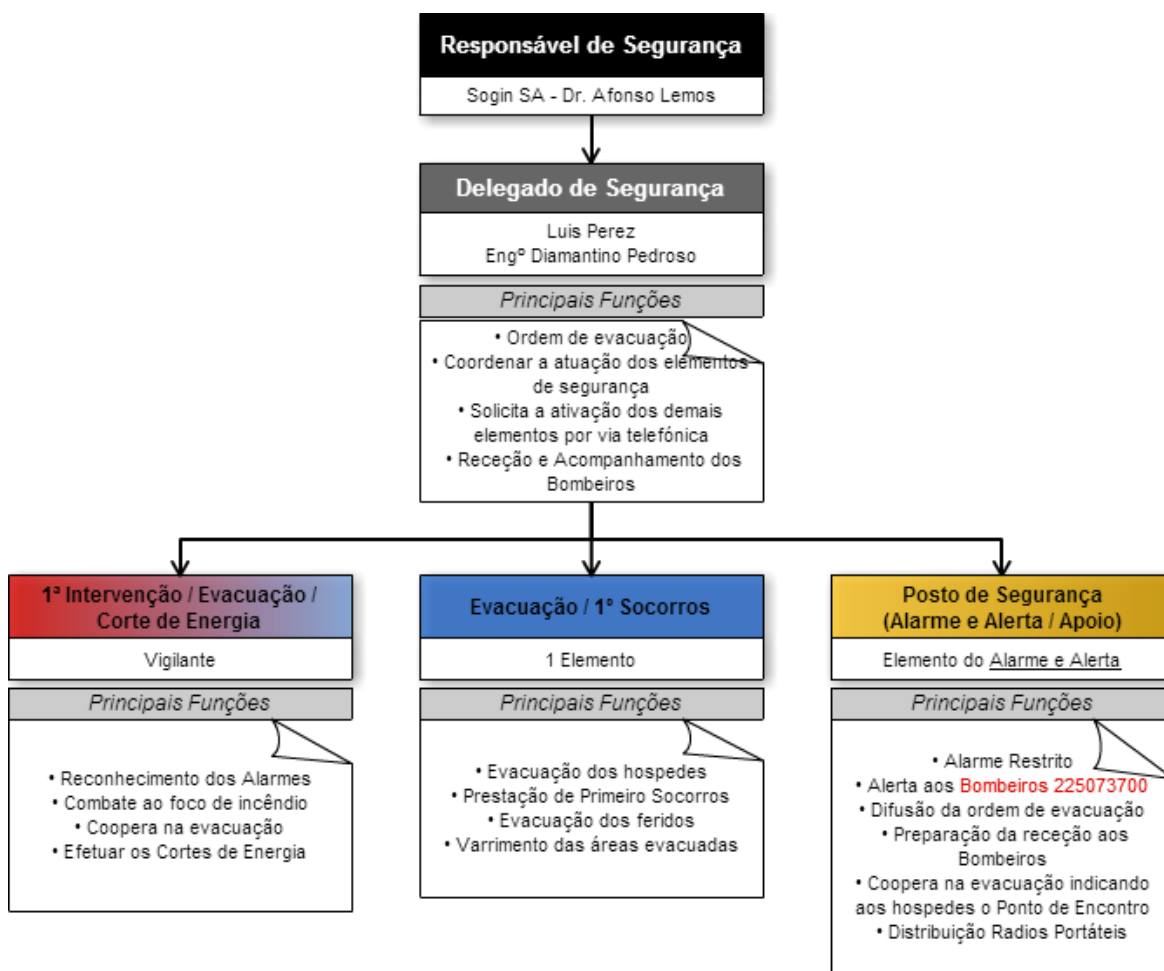 Responsável de Segurança
Sogin SA - Dr. Afonso Lemos
Delegado de Segurança
Luis Perez
Engº Diamantino Pedroso
Principais Funções
• Ordem de evacuação
• Coordenar a atuação dos elementos
de segurança
• Solicita a ativação dos demais
elementos por via telefónica
• Receção e Acompanhamento dos
Bombeiros
1ª Intervenção / Evacuação /
Corte de Energia
Vigilante
Principais Funções
• Reconhecimento dos Alarmes
• Combate ao foco de incêndio
• Coopera na evacuação
• Efetuar os Cortes de Energia
Evacuação / 1º Socorros
1 Elemento
Principais Funções
• Evacuação dos hospedes
• Prestação de Primeiro Socorros
• Evacuação dos feridos
• Varrimento das áreas evacuadas
Posto de Segurança
(Alarme e Alerta / Apoio)
Elemento do Alarme e Alerta
Principais Funções
• Alarme Restrito
• Alerta aos Bombeiros 225073700
• Difusão da ordem de evacuação
• Preparação da receção aos
Bombeiros
• Coopera na evacuação indicando
aos hospedes o Ponto de Encontro
• Distribuição Radios Portáteis